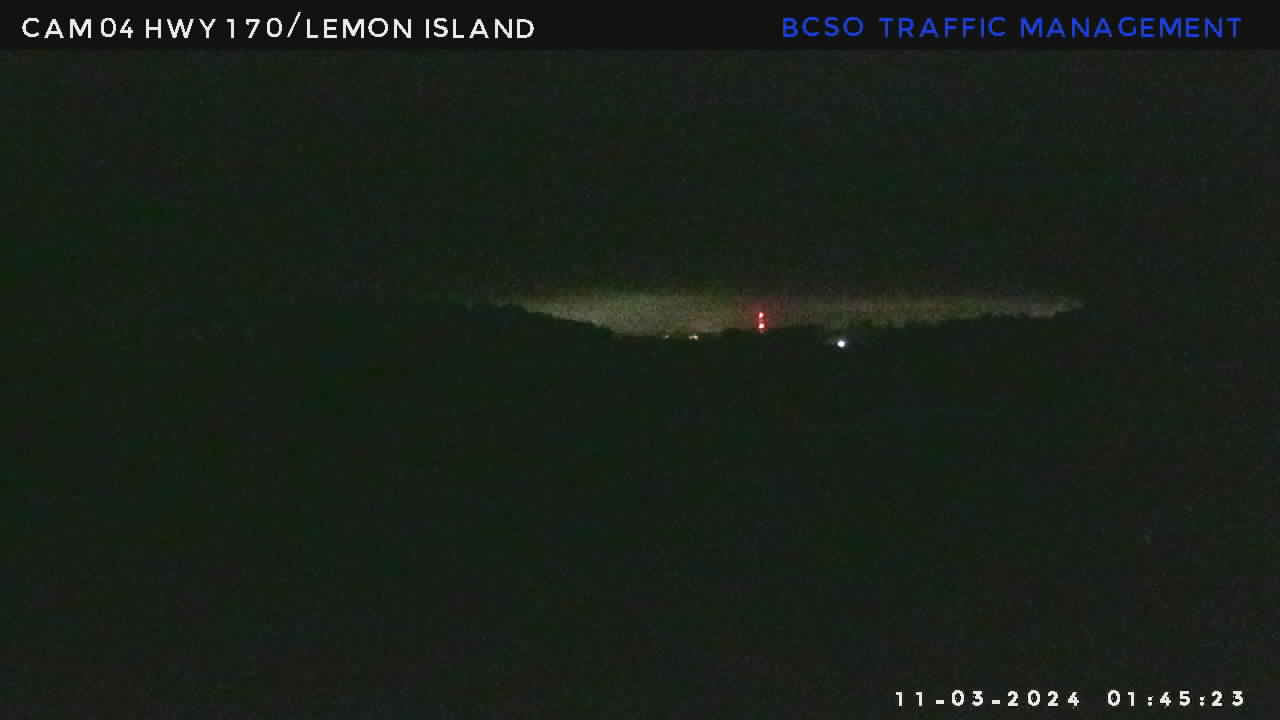 CAM04 HWY 170/LEMON ISLAND
BCSO TRAFFIC MANAGEMENT
11-03-2024 01:45:23